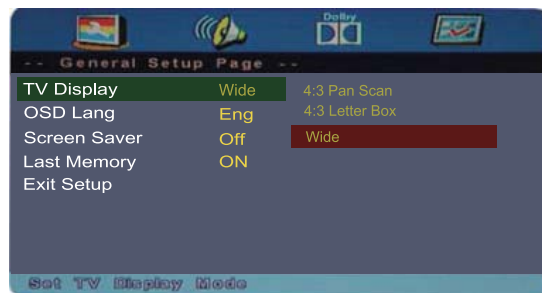 Dolby
-- General Setup Page --
TV Display Wide 4:3 Pan Scan
OSD Lang Eng 4:3 Letter Box
Screen Saver Off Wide
Last Memory ON
Exit Setup
Set TV Display Mode